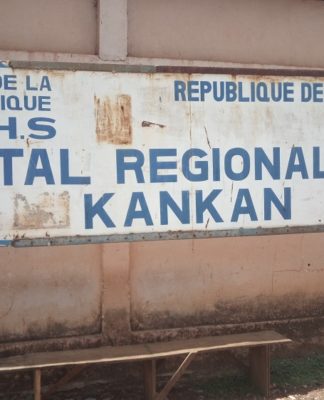 DE LA
IQUE
H.S
REPUBLIQUE DE
TAL REGIONAL
KANKAN